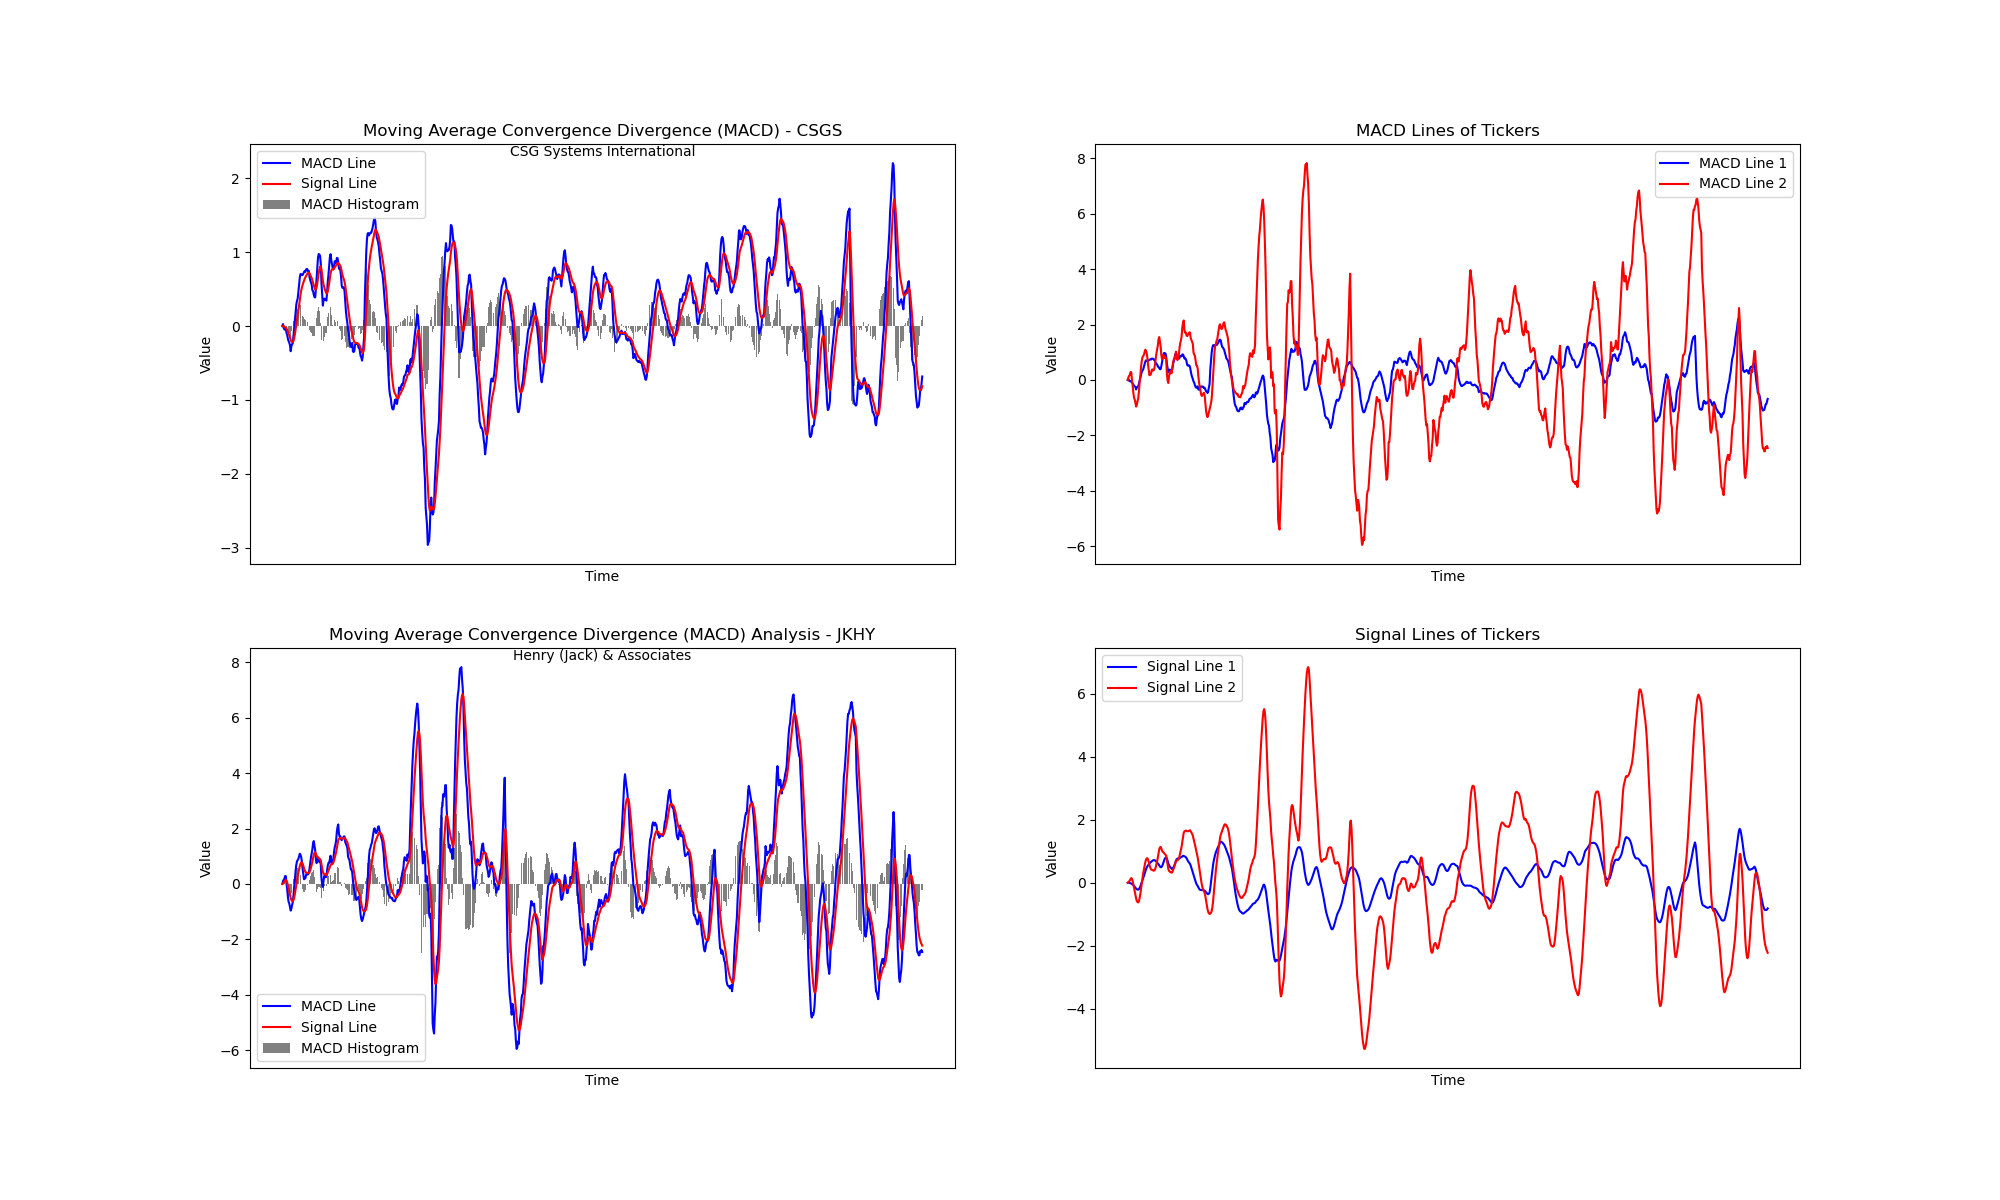 Moving Average Convergence Divergence (MACD) - CSGS
CSG Systems International
MACD Line
Signal Line
MACD Histogram
2
1
0
−1
−2
−3
Value
Time
MACD Lines of Tickers
MACD Line 1
MACD Line 2
8
6
4
2
0
−2
−4
−6
Value
Time
Moving Average Convergence Divergence (MACD) Analysis - JKHY
Henry (Jack) & Associates
8
6
4
2
0
−2
−4
−6
Value
MACD Line
Signal Line
MACD Histogram
Time
Signal Lines of Tickers
Signal Line 1
Signal Line 2
6
4
2
0
−2
−4
Value
Time